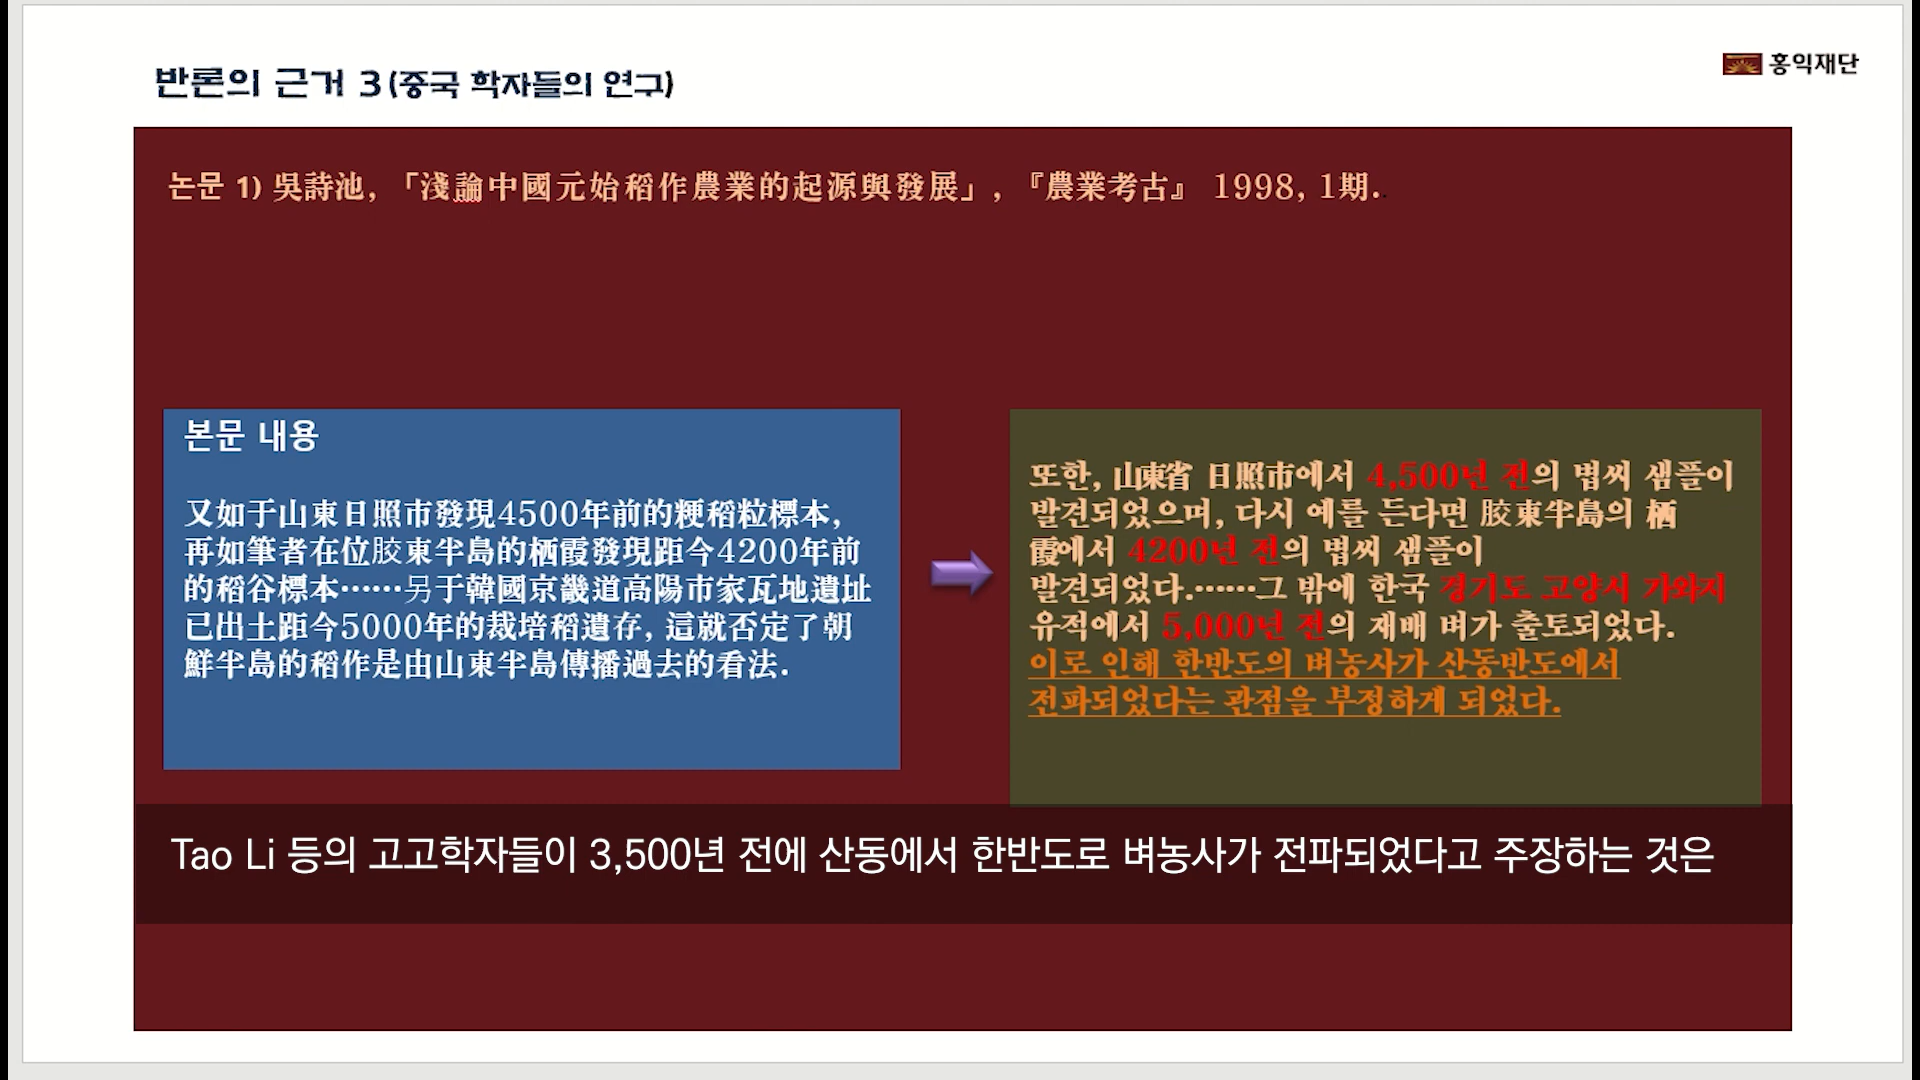 반론의 근거 3(중국 학자들의 연구)
홍익재단
논문 1) 吳詩池, 「淺論中國元始稻作農業的起源與發展」, 『農業考古』 1998, 1期.
본문 내용
又如于山東日照市發現4500年前的粳稻粒標本,
再如筆者在位胶東半島的栖霞發現距今4200年前
的稻谷標本……另于韓國京畿道高陽市家瓦地遺址
已出土距今5000年的裁培稻遺存, 這就否定了朝
鮮半島的稻作是由山東半島傳播過去的看法.
또한, 山東省 日照市에서 4,500년 전의 볍씨 샘플이
발견되었으며, 다시 예를 든다면 胶東半島의 栖
霞에서 4200년 전의 볍씨 샘플이
발견되었다.……그 밖에 한국 경기도 고양시 가와지
유적에서 5,000년 전의 재배 벼가 출토되었다.
이로 인해 한반도의 벼농사가 산동반도에서
전파되었다는 관점을 부정하게 되었다.
Tao Li 등의 고고학자들이 3,500년 전에 산동에서 한반도로 벼농사가 전파되었다고 주장하는 것은